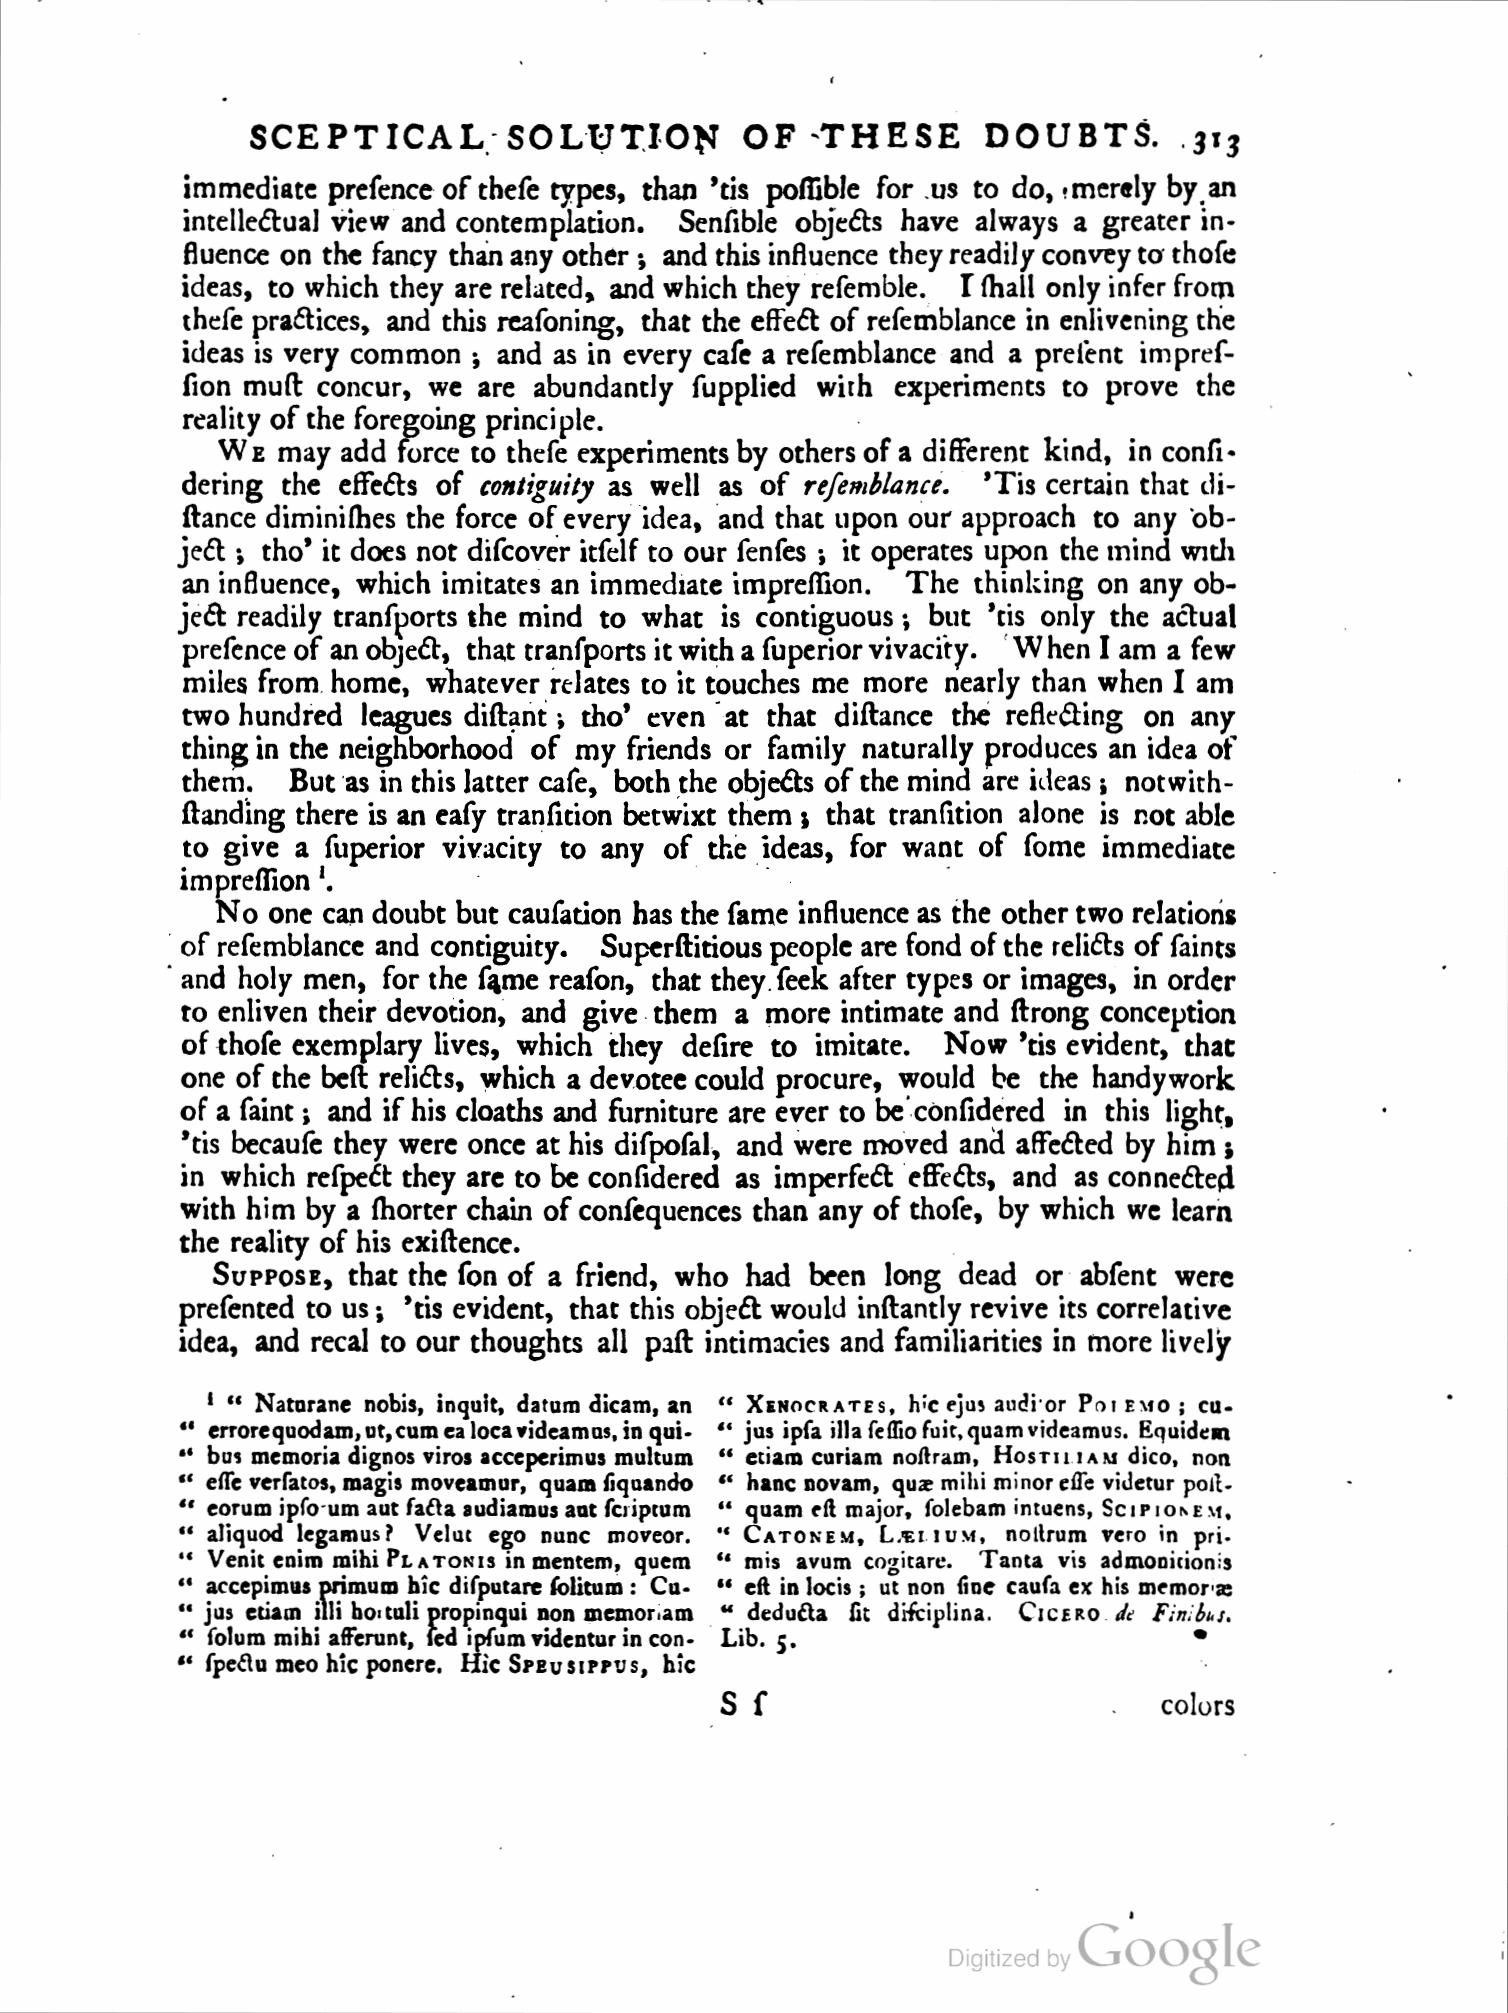 SCEPTICAL SOLUTION OF THESE DOUBTS. 313
immediate preſence of theſe types, than ’tis poſſible for us to do, merely by an
intellectual view and contemplation. Senſible objects have always a greater in-
fluence on the fancy than any other ; and this influence they readily convey to thoſe
ideas, to which they are related, and which they reſemble. I ſhall only infer from
theſe practices, and this reaſoning, that the effect of reſemblance in enlivening the
ideas is very common ; and as in every caſe a reſemblance and a preſent impreſ-
ſion muſt concur, we are abundantly ſupplied with experiments to prove the
reality of the foregoing principle.
WE may add force to theſe experiments by others of a different kind, in conſi-
dering the effects of contiguity as well as of reſemblance. ’Tis certain that di-
ſtance diminiſhes the force of every idea, and that upon our approach to any ob-
ject ; tho’ it does not diſcover itſelf to our ſenſes ; it operates upon the mind with
an influence, which imitates an immediate impreſſion. The thinking on any ob-
ject readily tranſports the mind to what is contiguous ; but ’tis only the actual
preſence of an object, that tranſports it with a ſuperior vivacity. When I am a few
miles from home, whatever relates to it touches me more nearly than when I am
two hundred leagues diſtant ; tho’ even at that diſtance the reflecting on any
thing in the neighborhood of my friends or family naturally produces an idea of
them. But as in this latter caſe, both the objects of the mind are ideas ; notwith-
ſtanding there is an eaſy tranſition betwixt them ; that tranſition alone is not able
to give a ſuperior vivacity to any of the ideas, for want of ſome immediate
impreſſion ¹.
No one can doubt but cauſation has the ſame influence as the other two relations
of reſemblance and contiguity. Superſtitious people are fond of the relicts of ſaints
and holy men, for the ſame reaſon, that they ſeek after types or images, in order
to enliven their devotion, and give them a more intimate and ſtrong conception
of thoſe exemplary lives, which they deſire to imitate. Now ’tis evident, that
one of the beſt relicts, which a devotee could procure, would be the handywork
of a ſaint ; and if his cloaths and furniture are ever to be conſidered in this light,
’tis becauſe they were once at his diſpoſal, and were moved and affected by him ;
in which reſpect they are to be conſidered as imperfect effects, and as connected
with him by a ſhorter chain of conſequences than any of thoſe, by which we learn
the reality of his exiſtence.
SUPPOSE, that the ſon of a friend, who had been long dead or abſent were
preſented to us ; ’tis evident, that this object would inſtantly revive its correlative
idea, and recal to our thoughts all paſt intimacies and familiarities in more lively
¹ “ Naturane nobis, inquit, datum dicam, an
“ errore quodam, ut, cum ea loca videamus, in qui-
“ bus memoria dignos viros acceperimus multum
“ eſſe verſatos, magis moveamur, quam ſiquando
“ eorum ipſorum aut facta audiamus aut ſcriptum
“ aliquod legamus? Velut ego nunc moveor.
“ Venit enim mihi PLATONIS in mentem, quem
“ accepimus primum hîc diſputare ſolitum : Cu-
“ jus etiam illi hortuli propinqui non memoriam
“ ſolum mihi afferunt, ſed ipſum videntur in con-
“ ſpectu meo hîc ponere. Hic SPEUSIPPUS, hîc
“ XENOCRATES, hic ejus auditor POLEMO ; cu-
“ jus ipſa illa ſeſſio fuit, quam videamus. Equidem
“ etiam curiam noſtram, HOSTILIAM dico, non
“ hanc novam, quæ mihi minor eſſe videtur poſt-
“ quam eſt major, ſolebam intuens, SCIPIONEM,
“ CATONEM, LÆLIUM, noſtrum vero in pri-
“ mis avum cogitare. Tanta vis admonitionis
“ eſt in locis ; ut non ſine cauſa ex his memoriæ
“ deducta ſit diſciplina. CICERO de Finibus.
Lib. 5.
S ſ colors
Digitized by Google